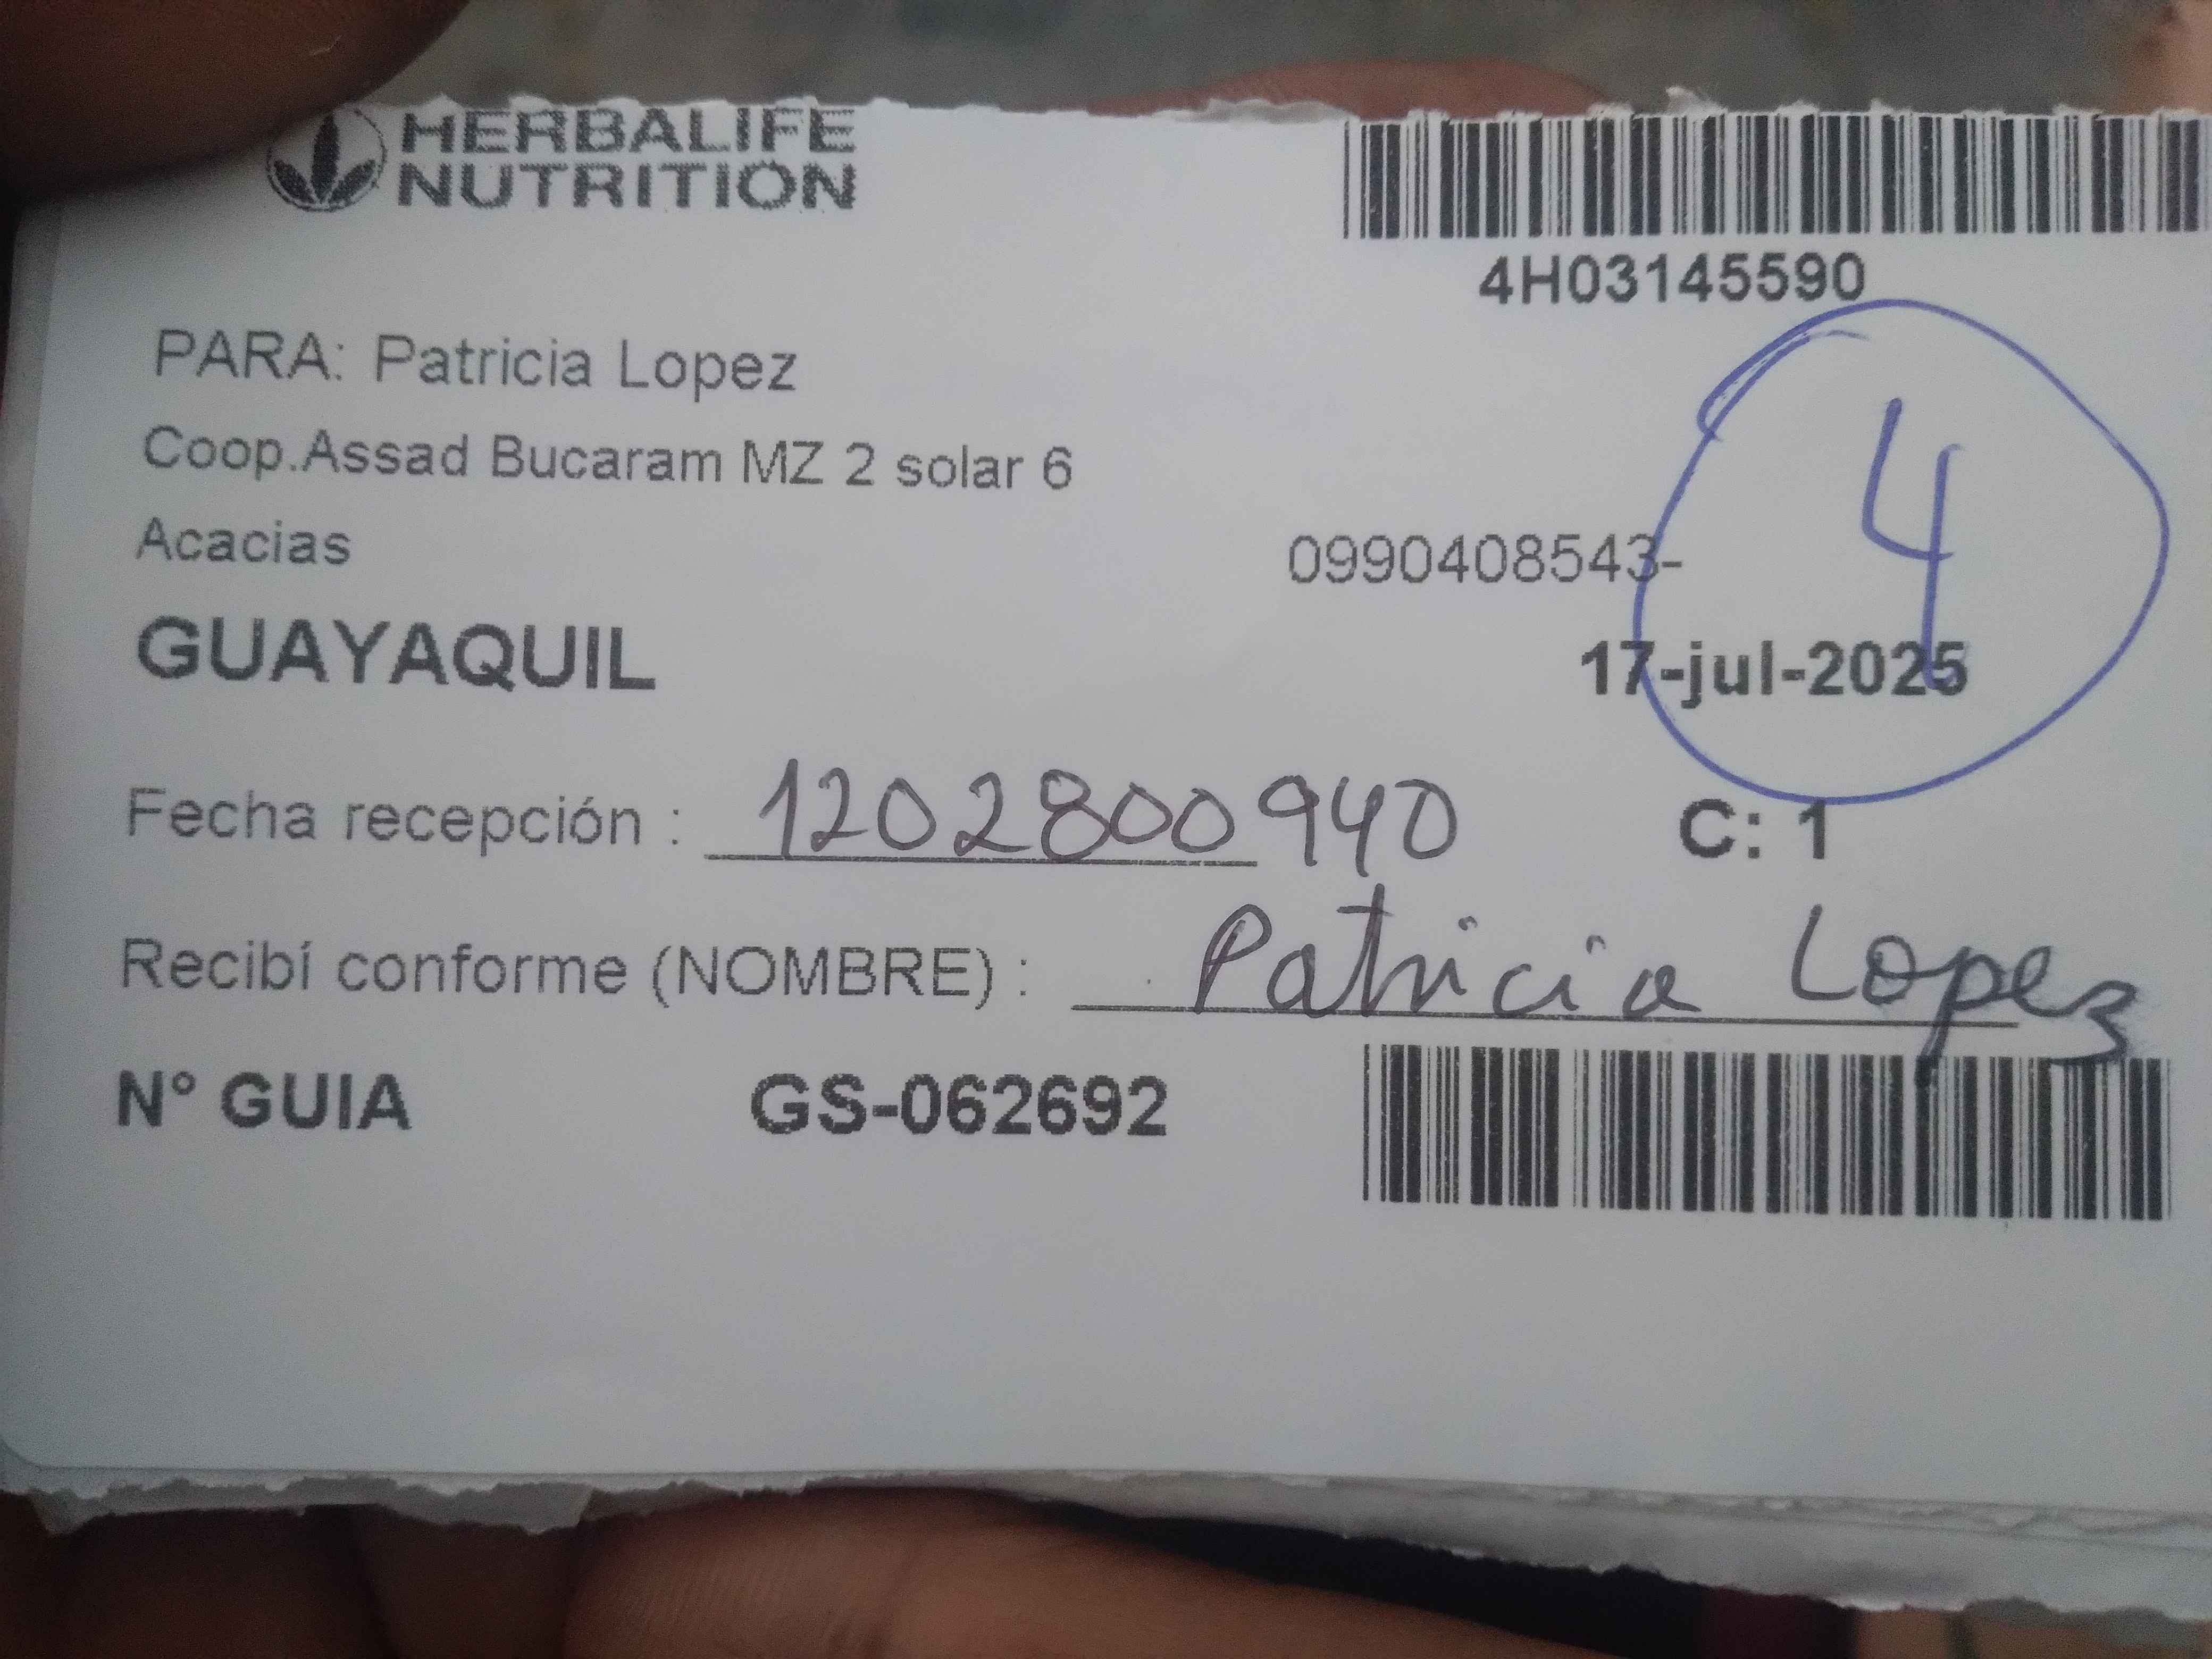 HERBALIFE
NUTRITION
4H03145590
PARA: Patricia Lopez
Coop.Assad Bucaram MZ 2 solar 6
4
Acacias
0990408543-
GUAYAQUIL
17-jul-2025
Fecha recepción : 1202800940
C: 1
Recibí conforme (NOMBRE) : Patricia Lopez
N° GUIA GS-062692